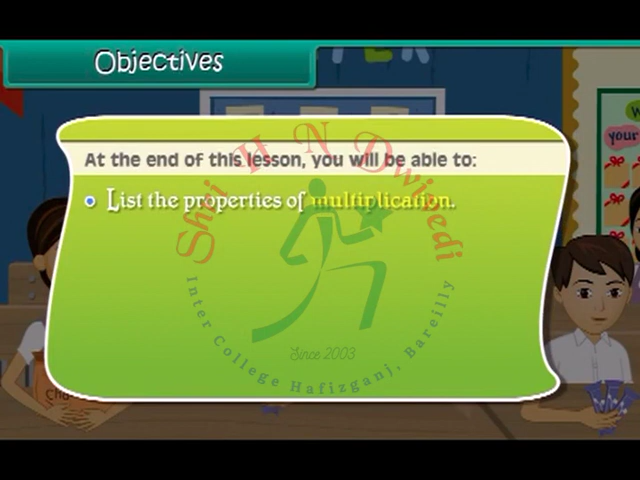 Objectives
At the end of this lesson, you will be able to:
List the properties of multiplication.
Shri H N Dwivedi
Inter College Hafizganj, Bareilly
Since 2003
your